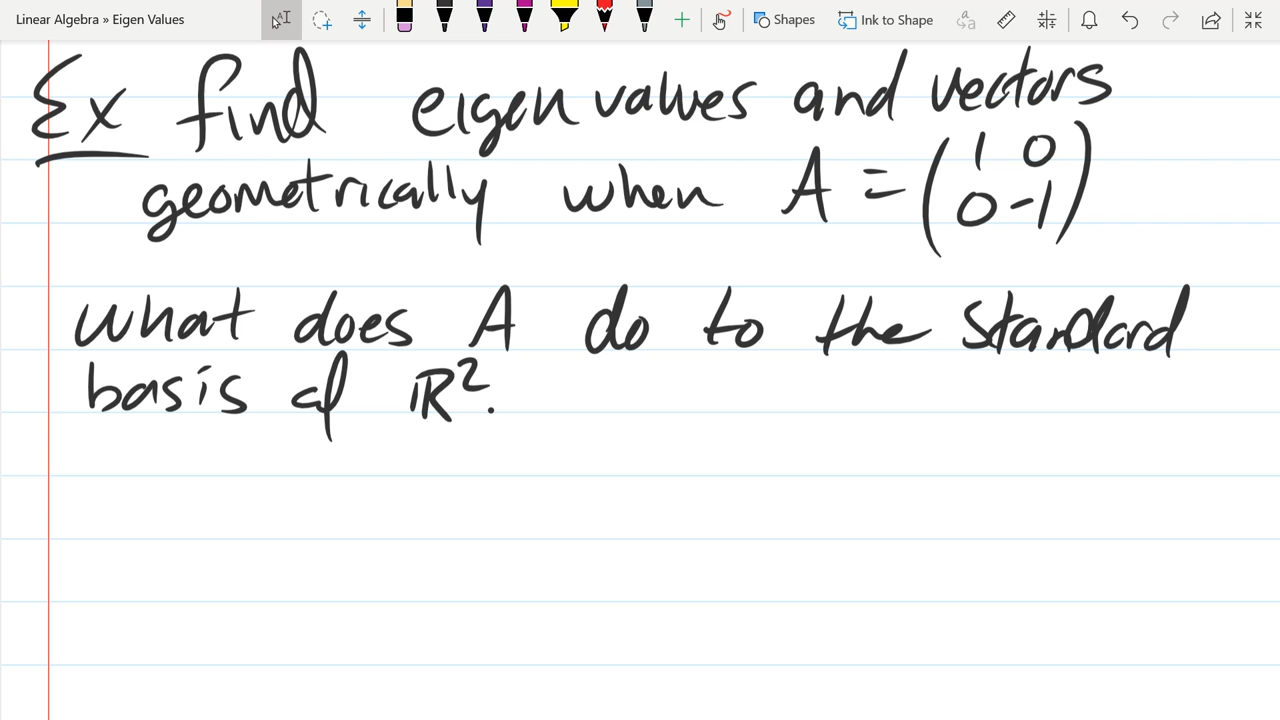 Linear Algebra » Eigen Values
Shapes
Ink to Shape
Ex find eigen values and vectors
geometrically when A = (1 0
0 -1)
what does A do to the standard
basis of ℝ².